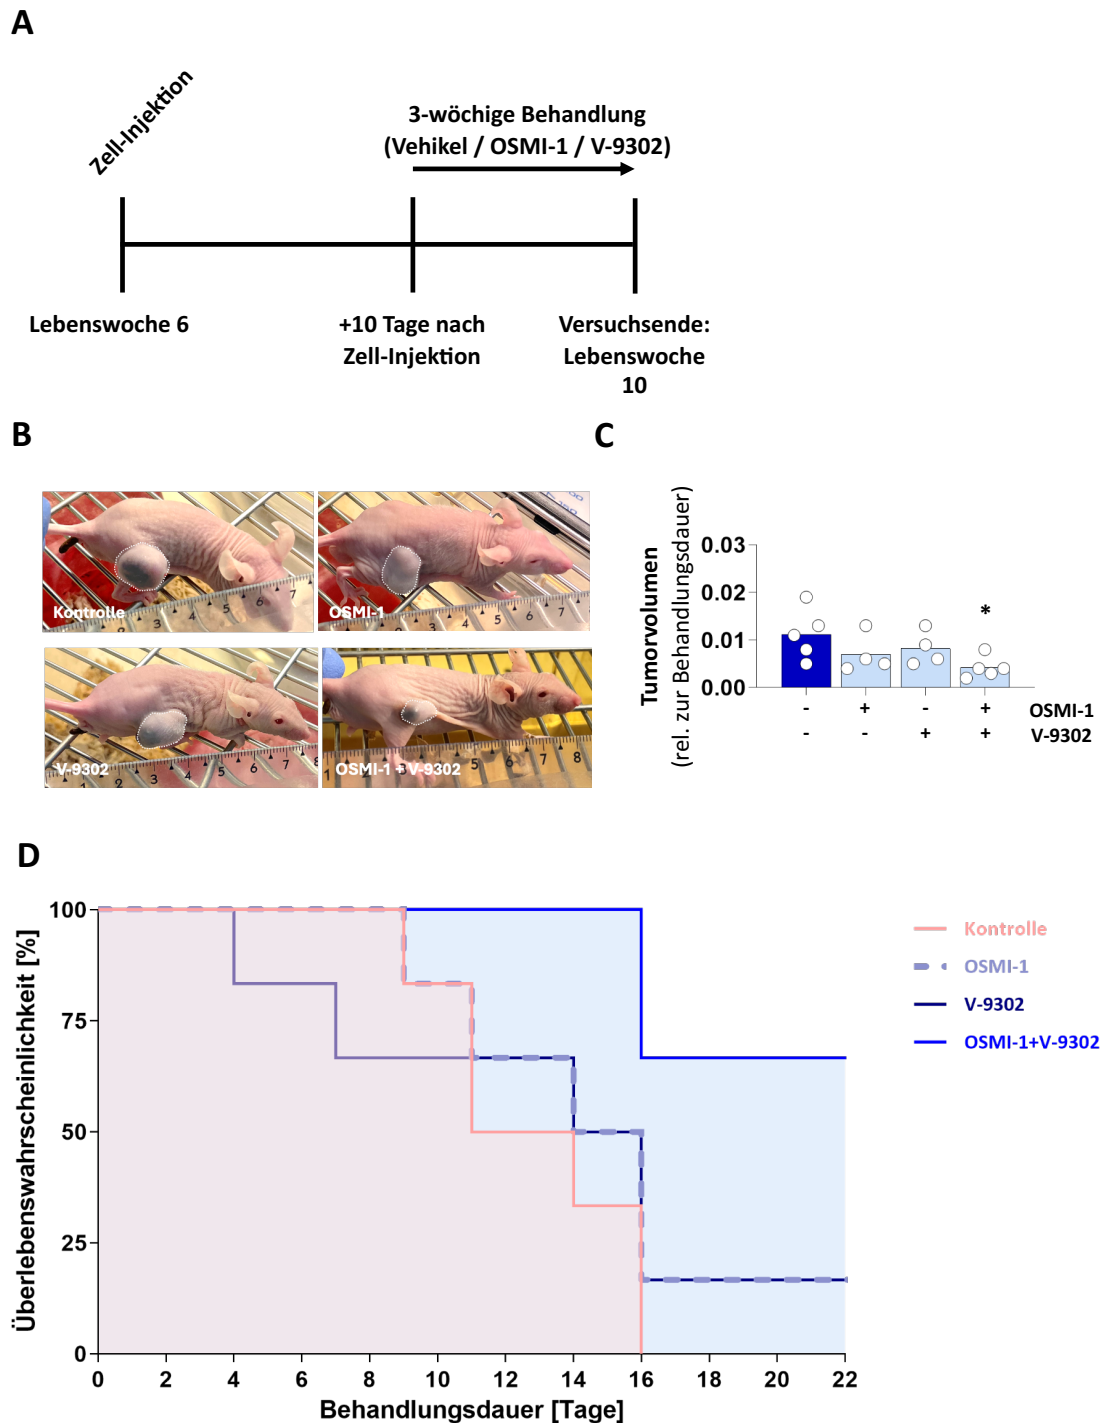 A
Zell-Injektion
3-wöchige Behandlung
(Vehikel / OSMI-1 / V-9302)
Lebenswoche 6
+10 Tage nach
Zell-Injektion
Versuchsende:
Lebenswoche
10
B
Kontrolle
OSMI-1
V-9302
OSMI-1 + V-9302
C
Tumorvolumen
(rel. zur Behandlungsdauer)
0.03
0.02
0.01
0.00
*
- + - + OSMI-1
- - + + V-9302
D
Überlebenswahrscheinlichkeit [%]
100
75
50
25
0
0 2 4 6 8 10 12 14 16 18 20 22
Behandlungsdauer [Tage]
Kontrolle
OSMI-1
V-9302
OSMI-1+V-9302